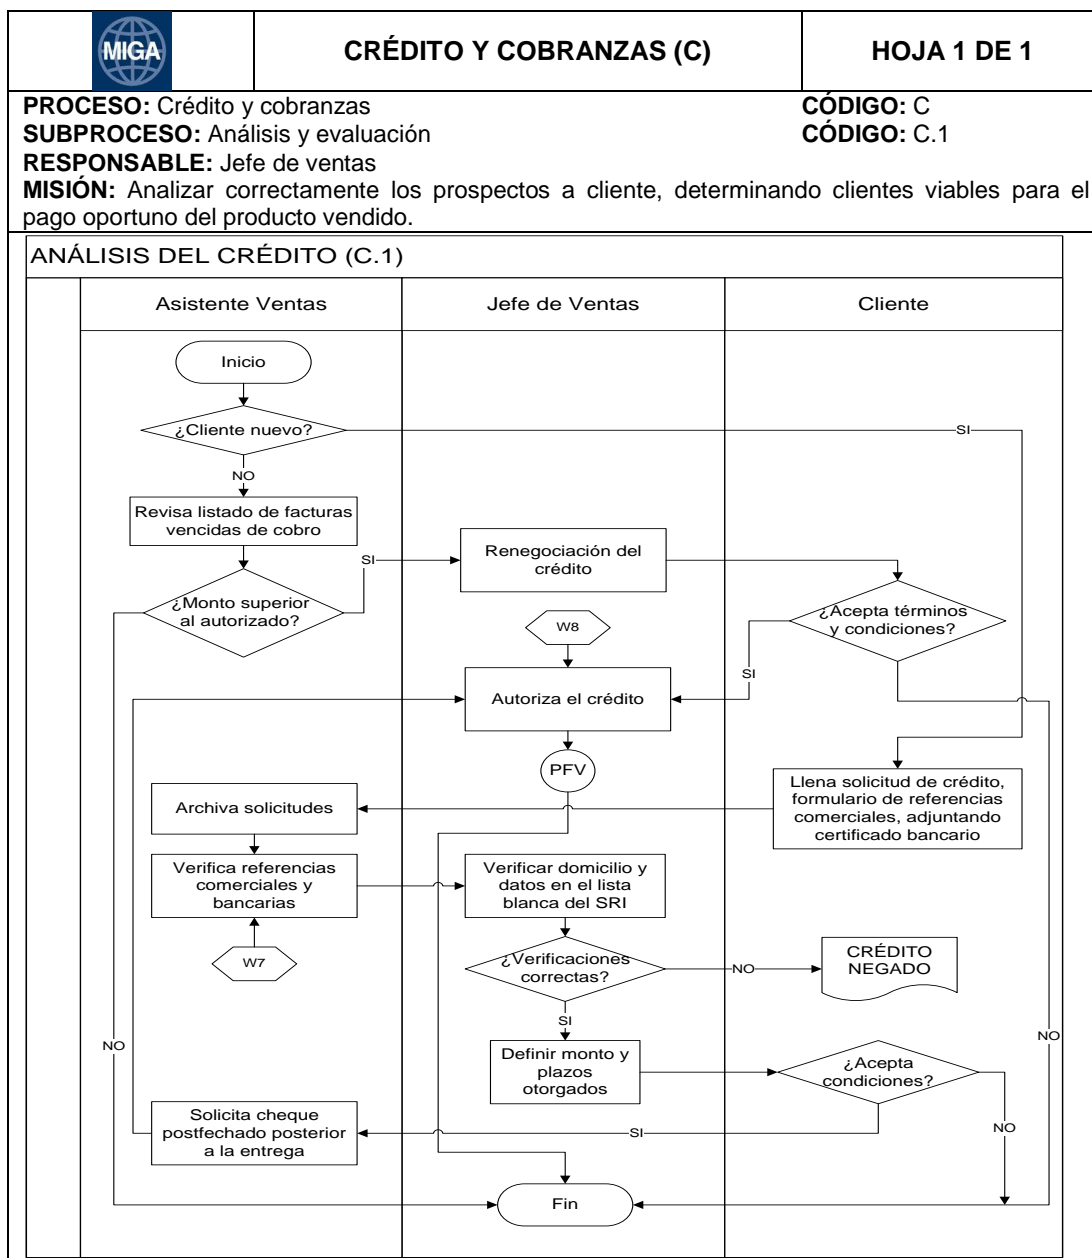 MIGA
CRÉDITO Y COBRANZAS (C)
HOJA 1 DE 1
PROCESO: Crédito y cobranzas
CÓDIGO: C
SUBPROCESO: Análisis y evaluación
CÓDIGO: C.1
RESPONSABLE: Jefe de ventas
MISIÓN: Analizar correctamente los prospectos a cliente, determinando clientes viables para el
pago oportuno del producto vendido.
ANÁLISIS DEL CRÉDITO (C.1)
Asistente Ventas
Jefe de Ventas
Cliente
Inicio
¿Cliente nuevo?
SI
NO
Revisa listado de facturas
vencidas de cobro
SI
Renegociación del
crédito
¿Monto superior
al autorizado?
¿Acepta términos
y condiciones?
W8
SI
Autoriza el crédito
PFV
Llena solicitud de crédito,
formulario de referencias
comerciales, adjuntando
certificado bancario
Archiva solicitudes
Verifica referencias
comerciales y
bancarias
Verificar domicilio y
datos en el lista
blanca del SRI
W7
¿Verificaciones
correctas?
NO
CRÉDITO
NEGADO
SI
NO
NO
Definir monto y
plazos
otorgados
¿Acepta
condiciones?
Solicita cheque
postfechado posterior
a la entrega
SI
NO
Fin